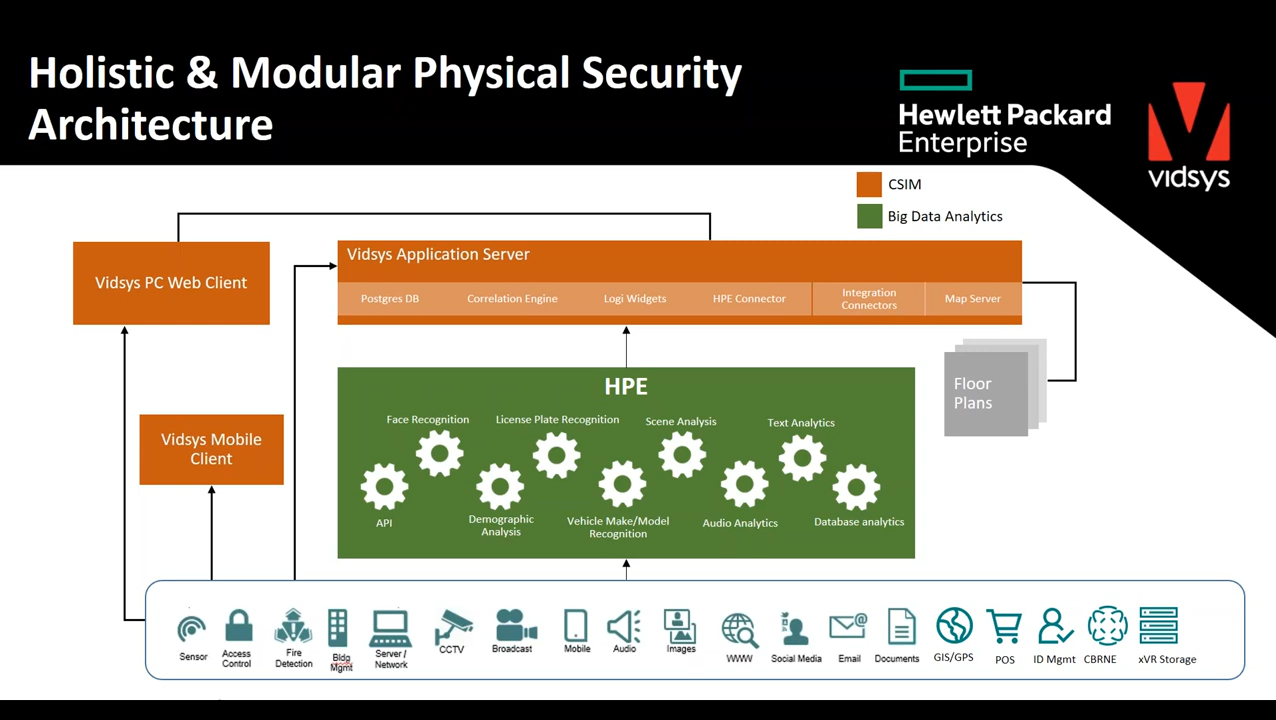 Holistic & Modular Physical Security
Architecture
Hewlett Packard
Enterprise
vidsys
CSIM
Big Data Analytics
Vidsys PC Web Client
Vidsys Application Server
Postgres DB
Correlation Engine
Logi Widgets
HPE Connector
Integration
Connectors
Map Server
Floor
Plans
Vidsys Mobile
Client
HPE
Face Recognition
License Plate Recognition
Scene Analysis
Text Analytics
API
Demographic
Analysis
Vehicle Make/Model
Recognition
Audio Analytics
Database analytics
Sensor
Access
Control
Fire
Detection
Bldg
Mgmt
Server /
Network
CCTV
Broadcast
Mobile
Audio
Images
WWW
Social Media
Email
Documents
GIS/GPS
POS
ID Mgmt
CBRNE
xVR Storage